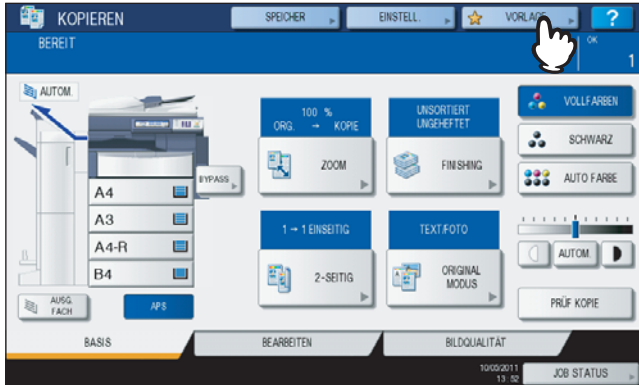 KOPIEREN
SPEICHER
EINSTELL.
VORLAGE
?
BEREIT
OK
1
AUTOM.
100 %
ORG. → KOPIE
ZOOM
UNSORTIERT
UNGEHEFTET
FINISHING
VOLLFARBEN
SCHWARZ
AUTO FARBE
BYPASS
A4
A3
A4-R
B4
1 → 1 EINSEITIG
2-SEITIG
TEXT/FOTO
ORIGINAL
MODUS
AUTOM.
AUSG.
FACH
APS
PRÜF KOPIE
BASIS
BEARBEITEN
BILDQUALITÄT
10/05/2011
13:52
JOB STATUS